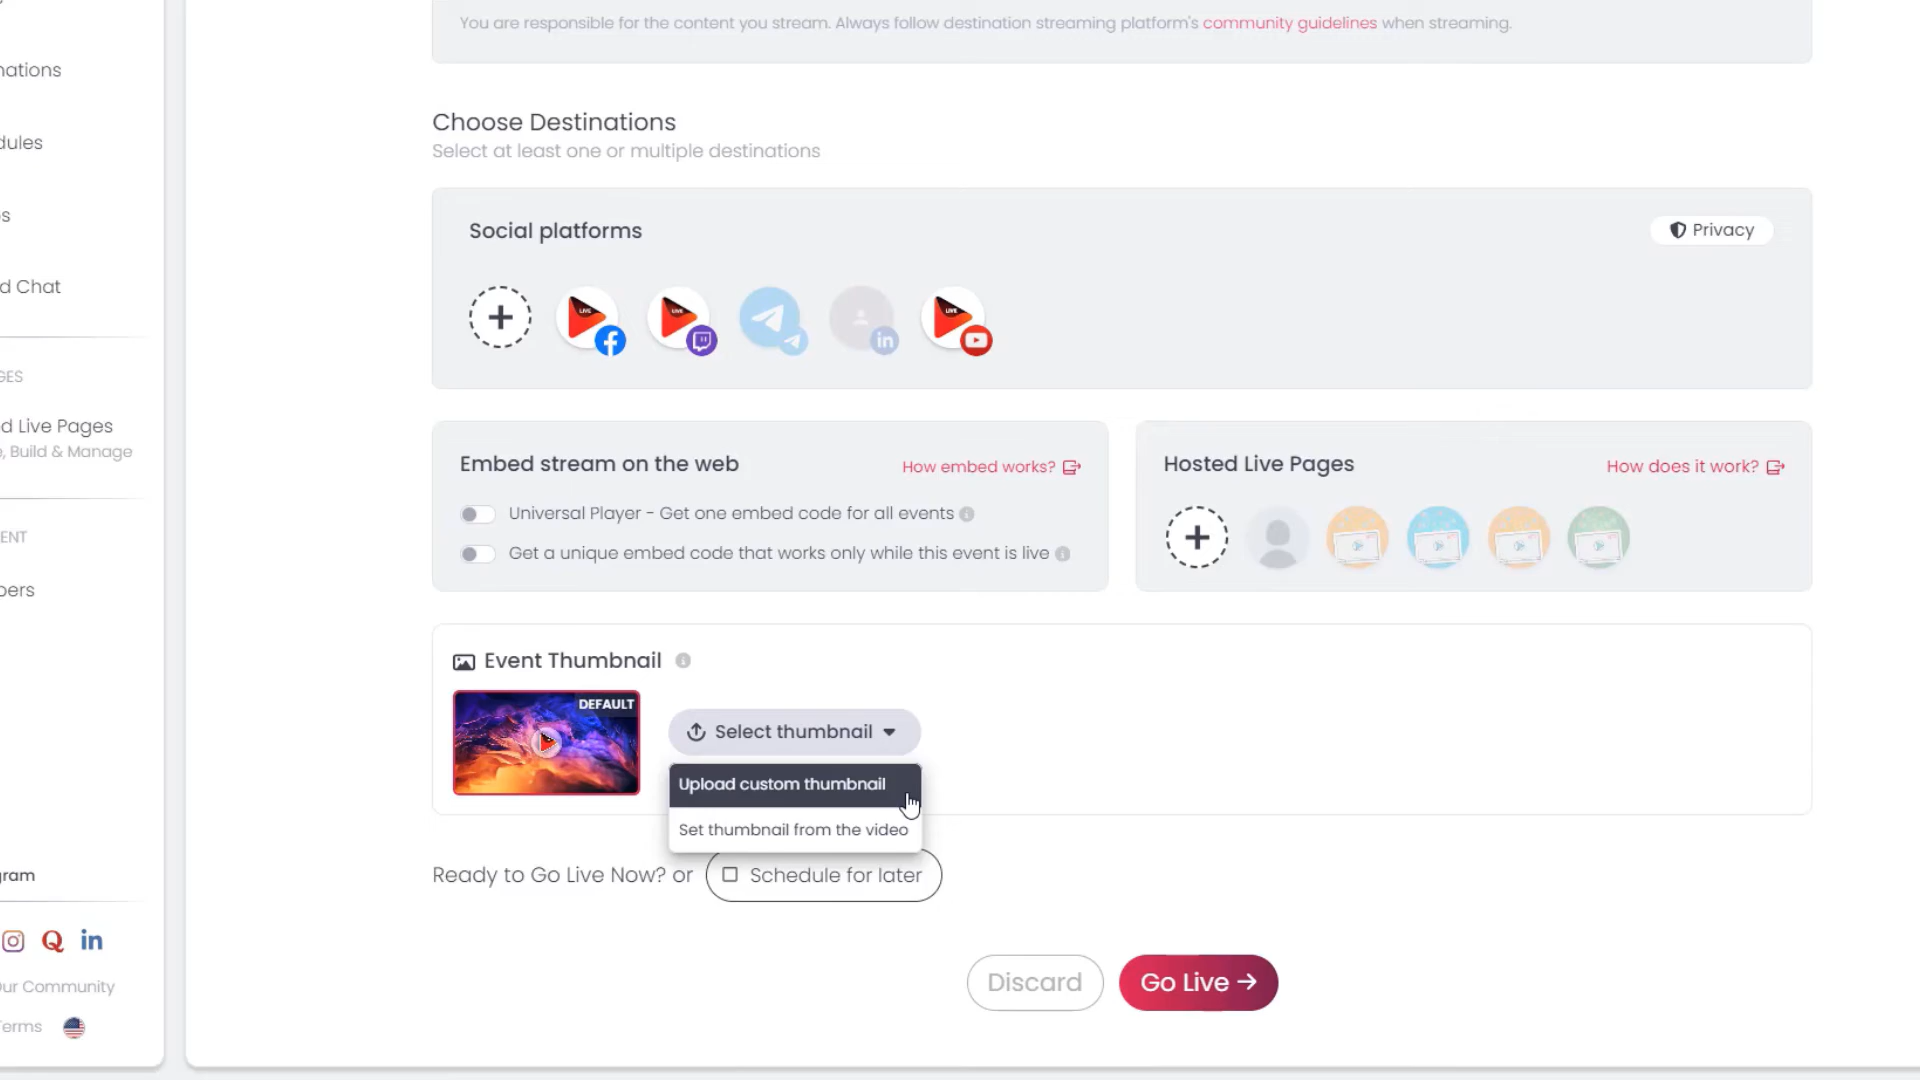 You are responsible for the content you stream. Always follow destination streaming platform's community guidelines when streaming.
nations
dules
s
d Chat
GES
d Live Pages
e, Build & Manage
ENT
bers
gram
Our Community
Terms
Choose Destinations
Select at least one or multiple destinations
Social platforms
Privacy
Embed stream on the web
How embed works?
Universal Player - Get one embed code for all events
Get a unique embed code that works only while this event is live
Hosted Live Pages
How does it work?
Event Thumbnail
DEFAULT
Select thumbnail
Upload custom thumbnail
Set thumbnail from the video
Ready to Go Live Now? or
Schedule for later
Discard
Go Live